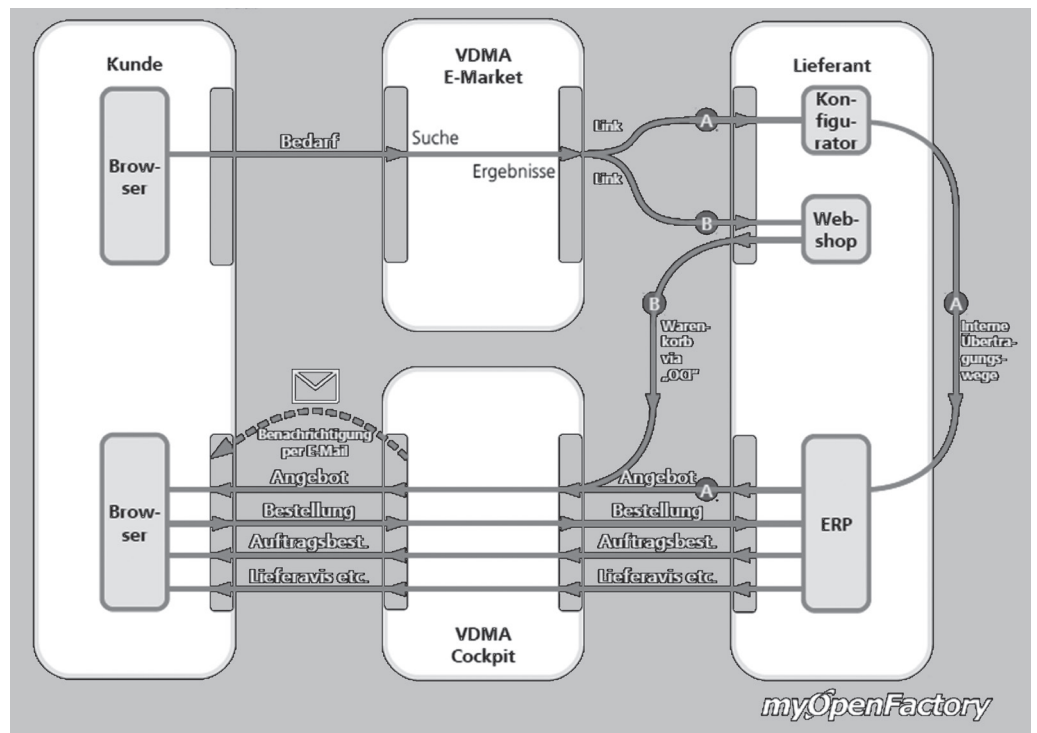 Kunde
VDMA
E-Market
Lieferant
Brow-
ser
Bedarf
Suche
Ergebnisse
Link
Link
A
B
Kon-
figu-
rator
Web-
shop
B
Waren-
korb
via
„OCI“
A
Interne
Übertra-
gungs-
wege
Benachrichtigung
per E-Mail
Brow-
ser
Angebot
Bestellung
Auftragsbest.
Lieferavis etc.
Angebot
A
Bestellung
Auftragsbest.
Lieferavis etc.
ERP
VDMA
Cockpit
myOpenFactory